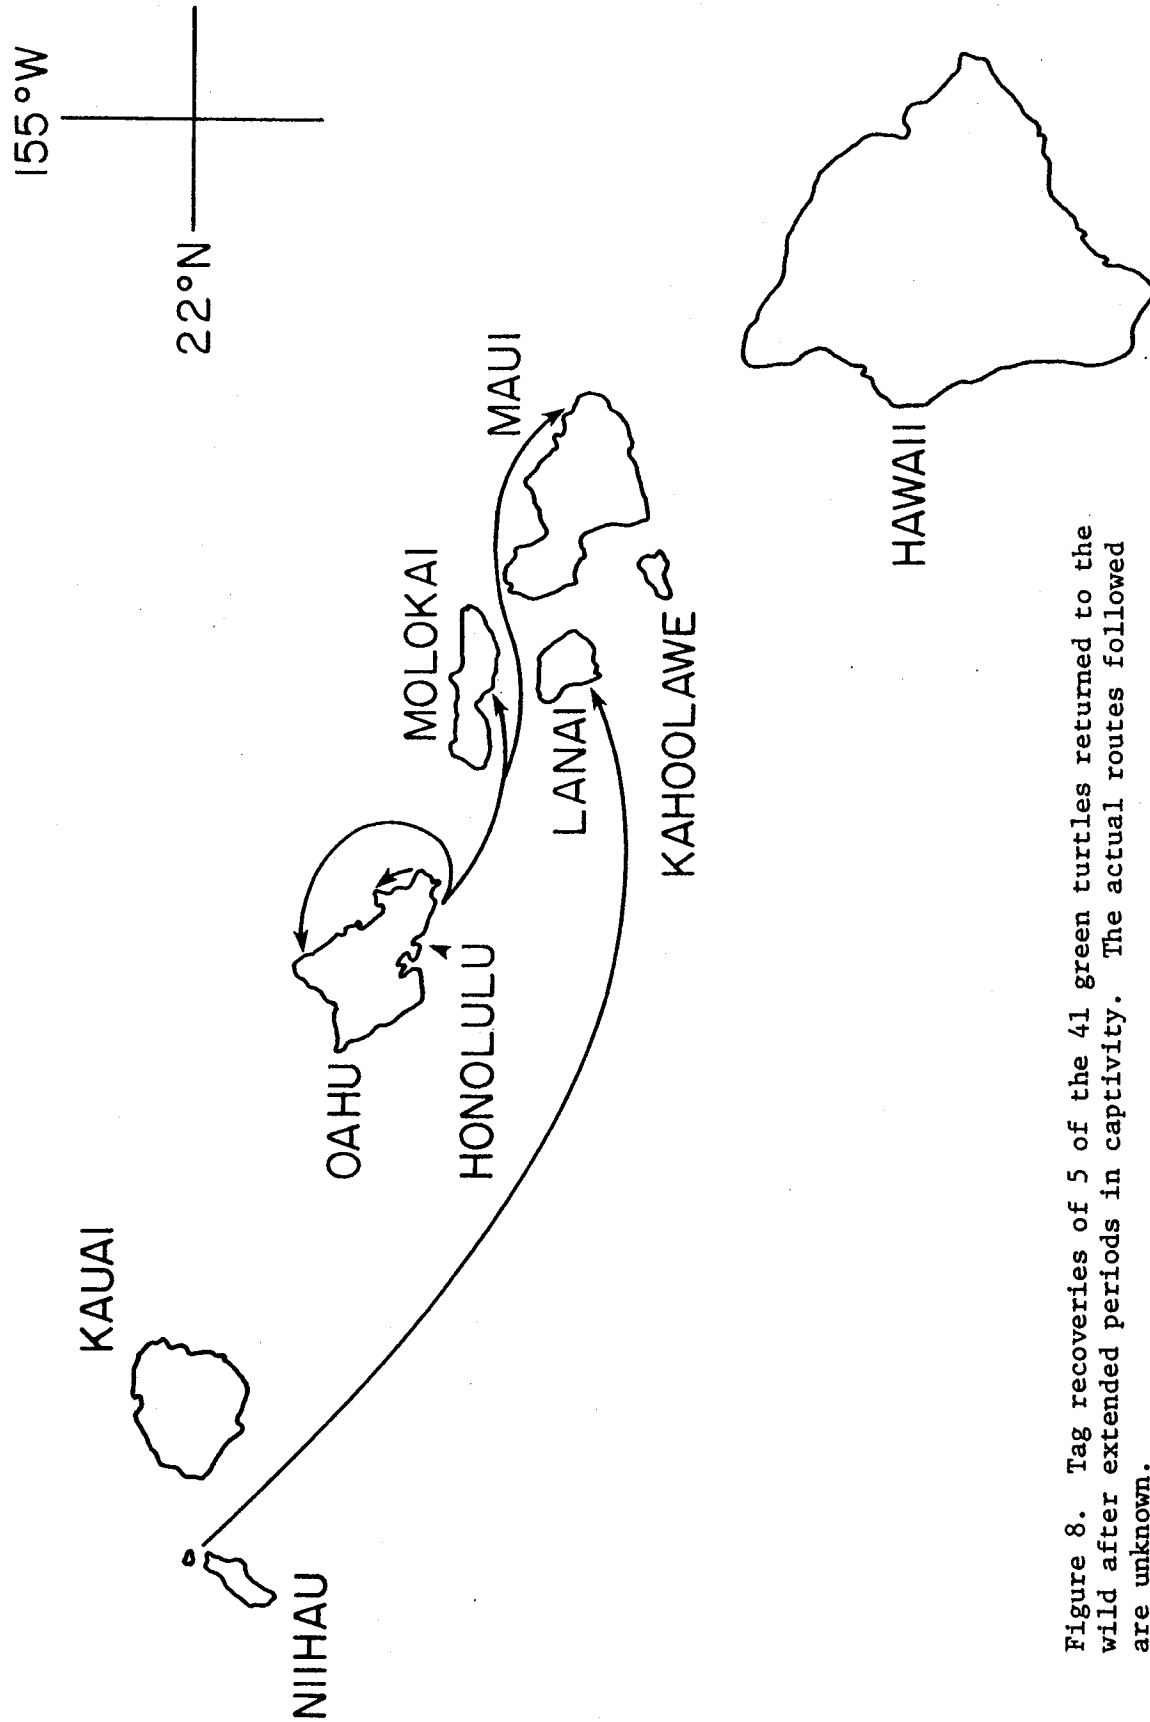 155°W
22°N
KAUAI
NIIHAU
OAHU
HONOLULU
MOLOKAI
MAUI
LANAI
KAHOOLAWE
HAWAII
Figure 8. Tag recoveries of 5 of the 41 green turtles returned to the
wild after extended periods in captivity. The actual routes followed
are unknown.